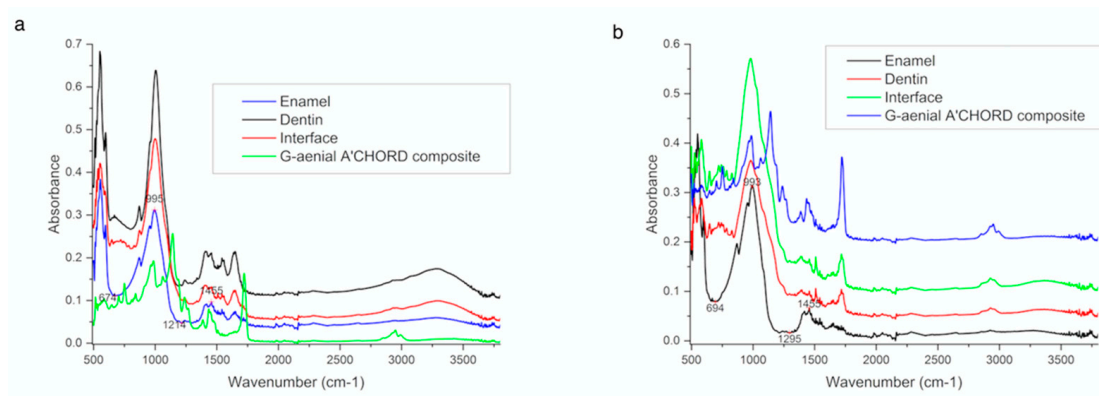 a
0.7
0.6
0.5
0.4
0.3
0.2
0.1
0.0
Absorbance
500 1000 1500 2000 2500 3000 3500
Wavenumber (cm-1)
Enamel
Dentin
Interface
G-aenial A'CHORD composite
995
674
1455
1214
b
0.6
0.5
0.4
0.3
0.2
0.1
0.0
Absorbance
500 1000 1500 2000 2500 3000 3500
Wavenumber (cm-1)
Enamel
Dentin
Interface
G-aenial A'CHORD composite
993
694
1455
1295